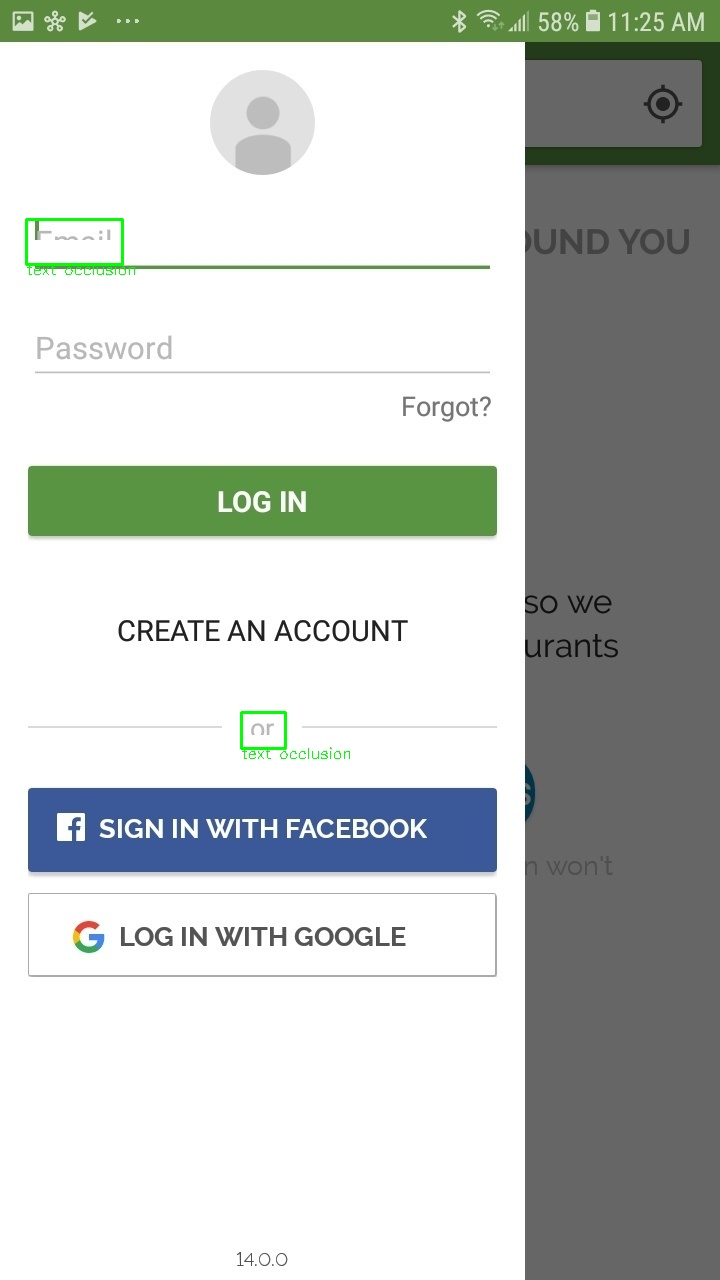 58% 11:25 AM
OUND YOU
Email
text occlusion
Password
Forgot?
LOG IN
so we
CREATE AN ACCOUNT
urants
or
text occlusion
S
SIGN IN WITH FACEBOOK
n won't
LOG IN WITH GOOGLE
14.0.0